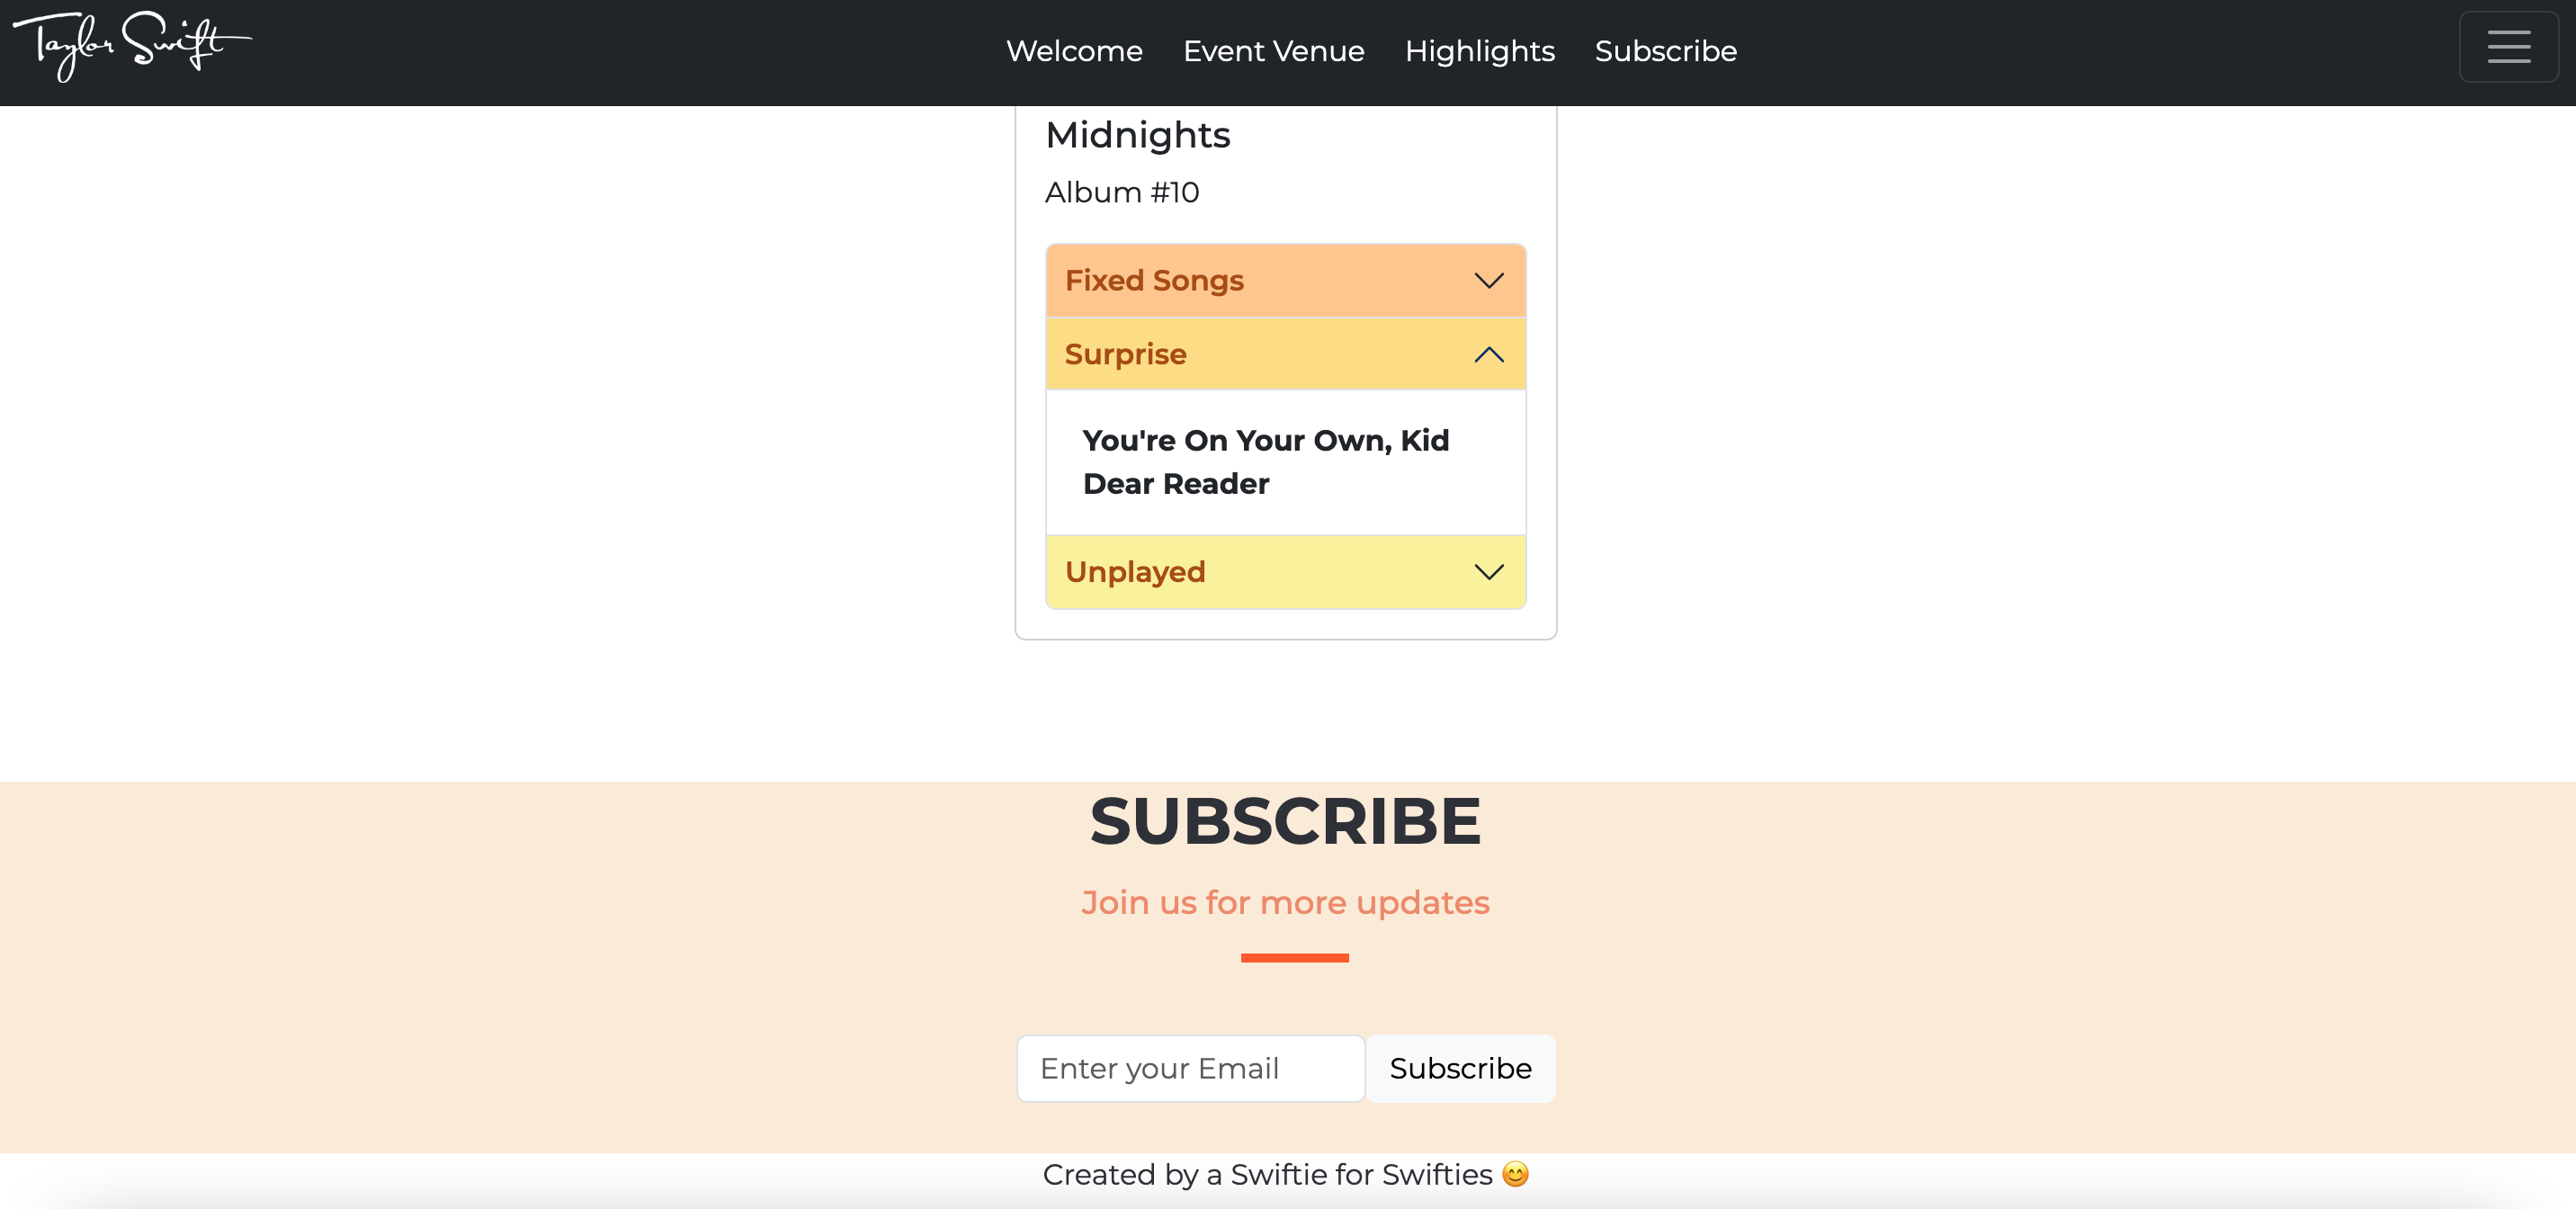 Taylor Swift
Welcome Event Venue Highlights Subscribe
Midnights
Album #10
Fixed Songs
Surprise
You're On Your Own, Kid
Dear Reader
Unplayed
SUBSCRIBE
Join us for more updates
Enter your Email Subscribe
Created by a Swiftie for Swifties 😊